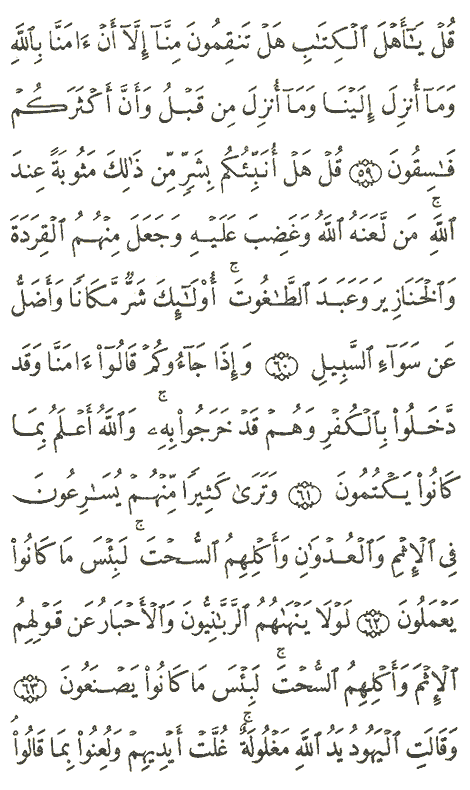 قُلۡ يَـٰٓأَهۡلَ ٱلۡكِتَـٰبِ هَلۡ تَنقِمُونَ مِنَّآ إِلَّآ أَنۡ ءَامَنَّا بِٱللَّهِ
وَمَآ أُنزِلَ إِلَيۡنَا وَمَآ أُنزِلَ مِن قَبۡلُ وَأَنَّ أَكۡثَرَكُمۡ
فَـٰسِقُونَ ٥٩ قُلۡ هَلۡ أُنَبِّئُكُم بِشَرࣲّ مِّن ذَٰلِكَ مَثُوبَةً عِندَ
ٱللَّهِۚ مَن لَّعَنَهُ ٱللَّهُ وَغَضِبَ عَلَيۡهِ وَجَعَلَ مِنۡهُمُ ٱلۡقِرَدَةَ
وَٱلۡخَنَازِيرَ وَعَبَدَ ٱلطَّـٰغُوتَۚ أُوْلَـٰٓئِكَ شَرࣱّ مَّكَانࣰا وَأَضَلُّ
عَن سَوَآءِ ٱلسَّبِيلِ ٦٠ وَإِذَا جَآءُوكُمۡ قَالُوٓاْ ءَامَنَّا وَقَد
دَّخَلُواْ بِٱلۡكُفۡرِ وَهُمۡ قَدۡ خَرَجُواْ بِهِۦۚ وَٱللَّهُ أَعۡلَمُ بِمَا
كَانُواْ يَكۡتُمُونَ ٦١ وَتَرَىٰ كَثِيرࣰا مِّنۡهُمۡ يُسَـٰرِعُونَ
فِي ٱلۡإِثۡمِ وَٱلۡعُدۡوَٰنِ وَأَكۡلِهِمُ ٱلسُّحۡتَۚ لَبِئۡسَ مَا كَانُواْ
يَعۡمَلُونَ ٦٢ لَوۡلَا يَنۡهَىٰهُمُ ٱلرَّبَّـٰنِيُّونَ وَٱلۡأَحۡبَارُ عَن قَوۡلِهِمُ
ٱلۡإِثۡمَ وَأَكۡلِهِمُ ٱلسُّحۡتَۚ لَبِئۡسَ مَا كَانُواْ يَصۡنَعُونَ ٦٣
وَقَالَتِ ٱلۡيَهُودُ يَدُ ٱللَّهِ مَغۡلُولَةٌۚ غُلَّتۡ أَيۡدِيهِمۡ وَلُعِنُواْ بِمَا قَالُواْۘ